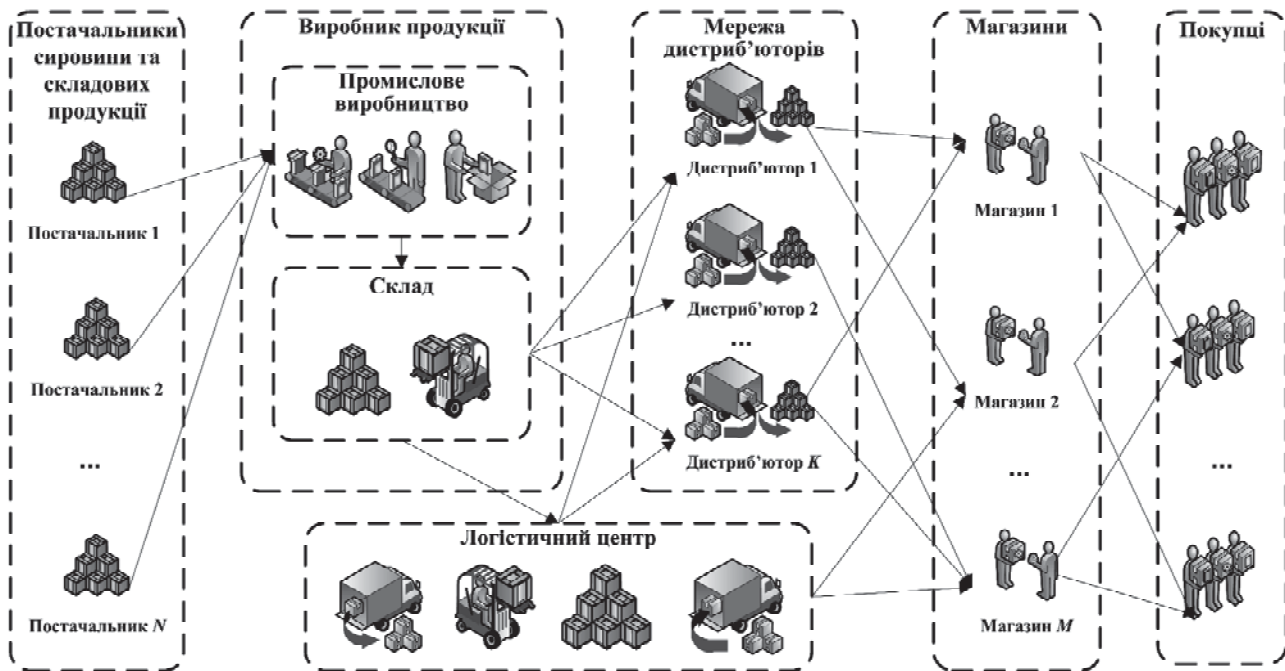 Постачальники
сировини та
складових
продукції
Постачальник 1
Постачальник 2
...
Постачальник N
Виробник продукції
Промислове
виробництво
Склад
Мережа
дистриб’юторів
Дистриб’ютор 1
Дистриб’ютор 2
...
Дистриб’ютор K
Логістичний центр
Магазини
Магазин 1
Магазин 2
...
Магазин M
Покупці
...